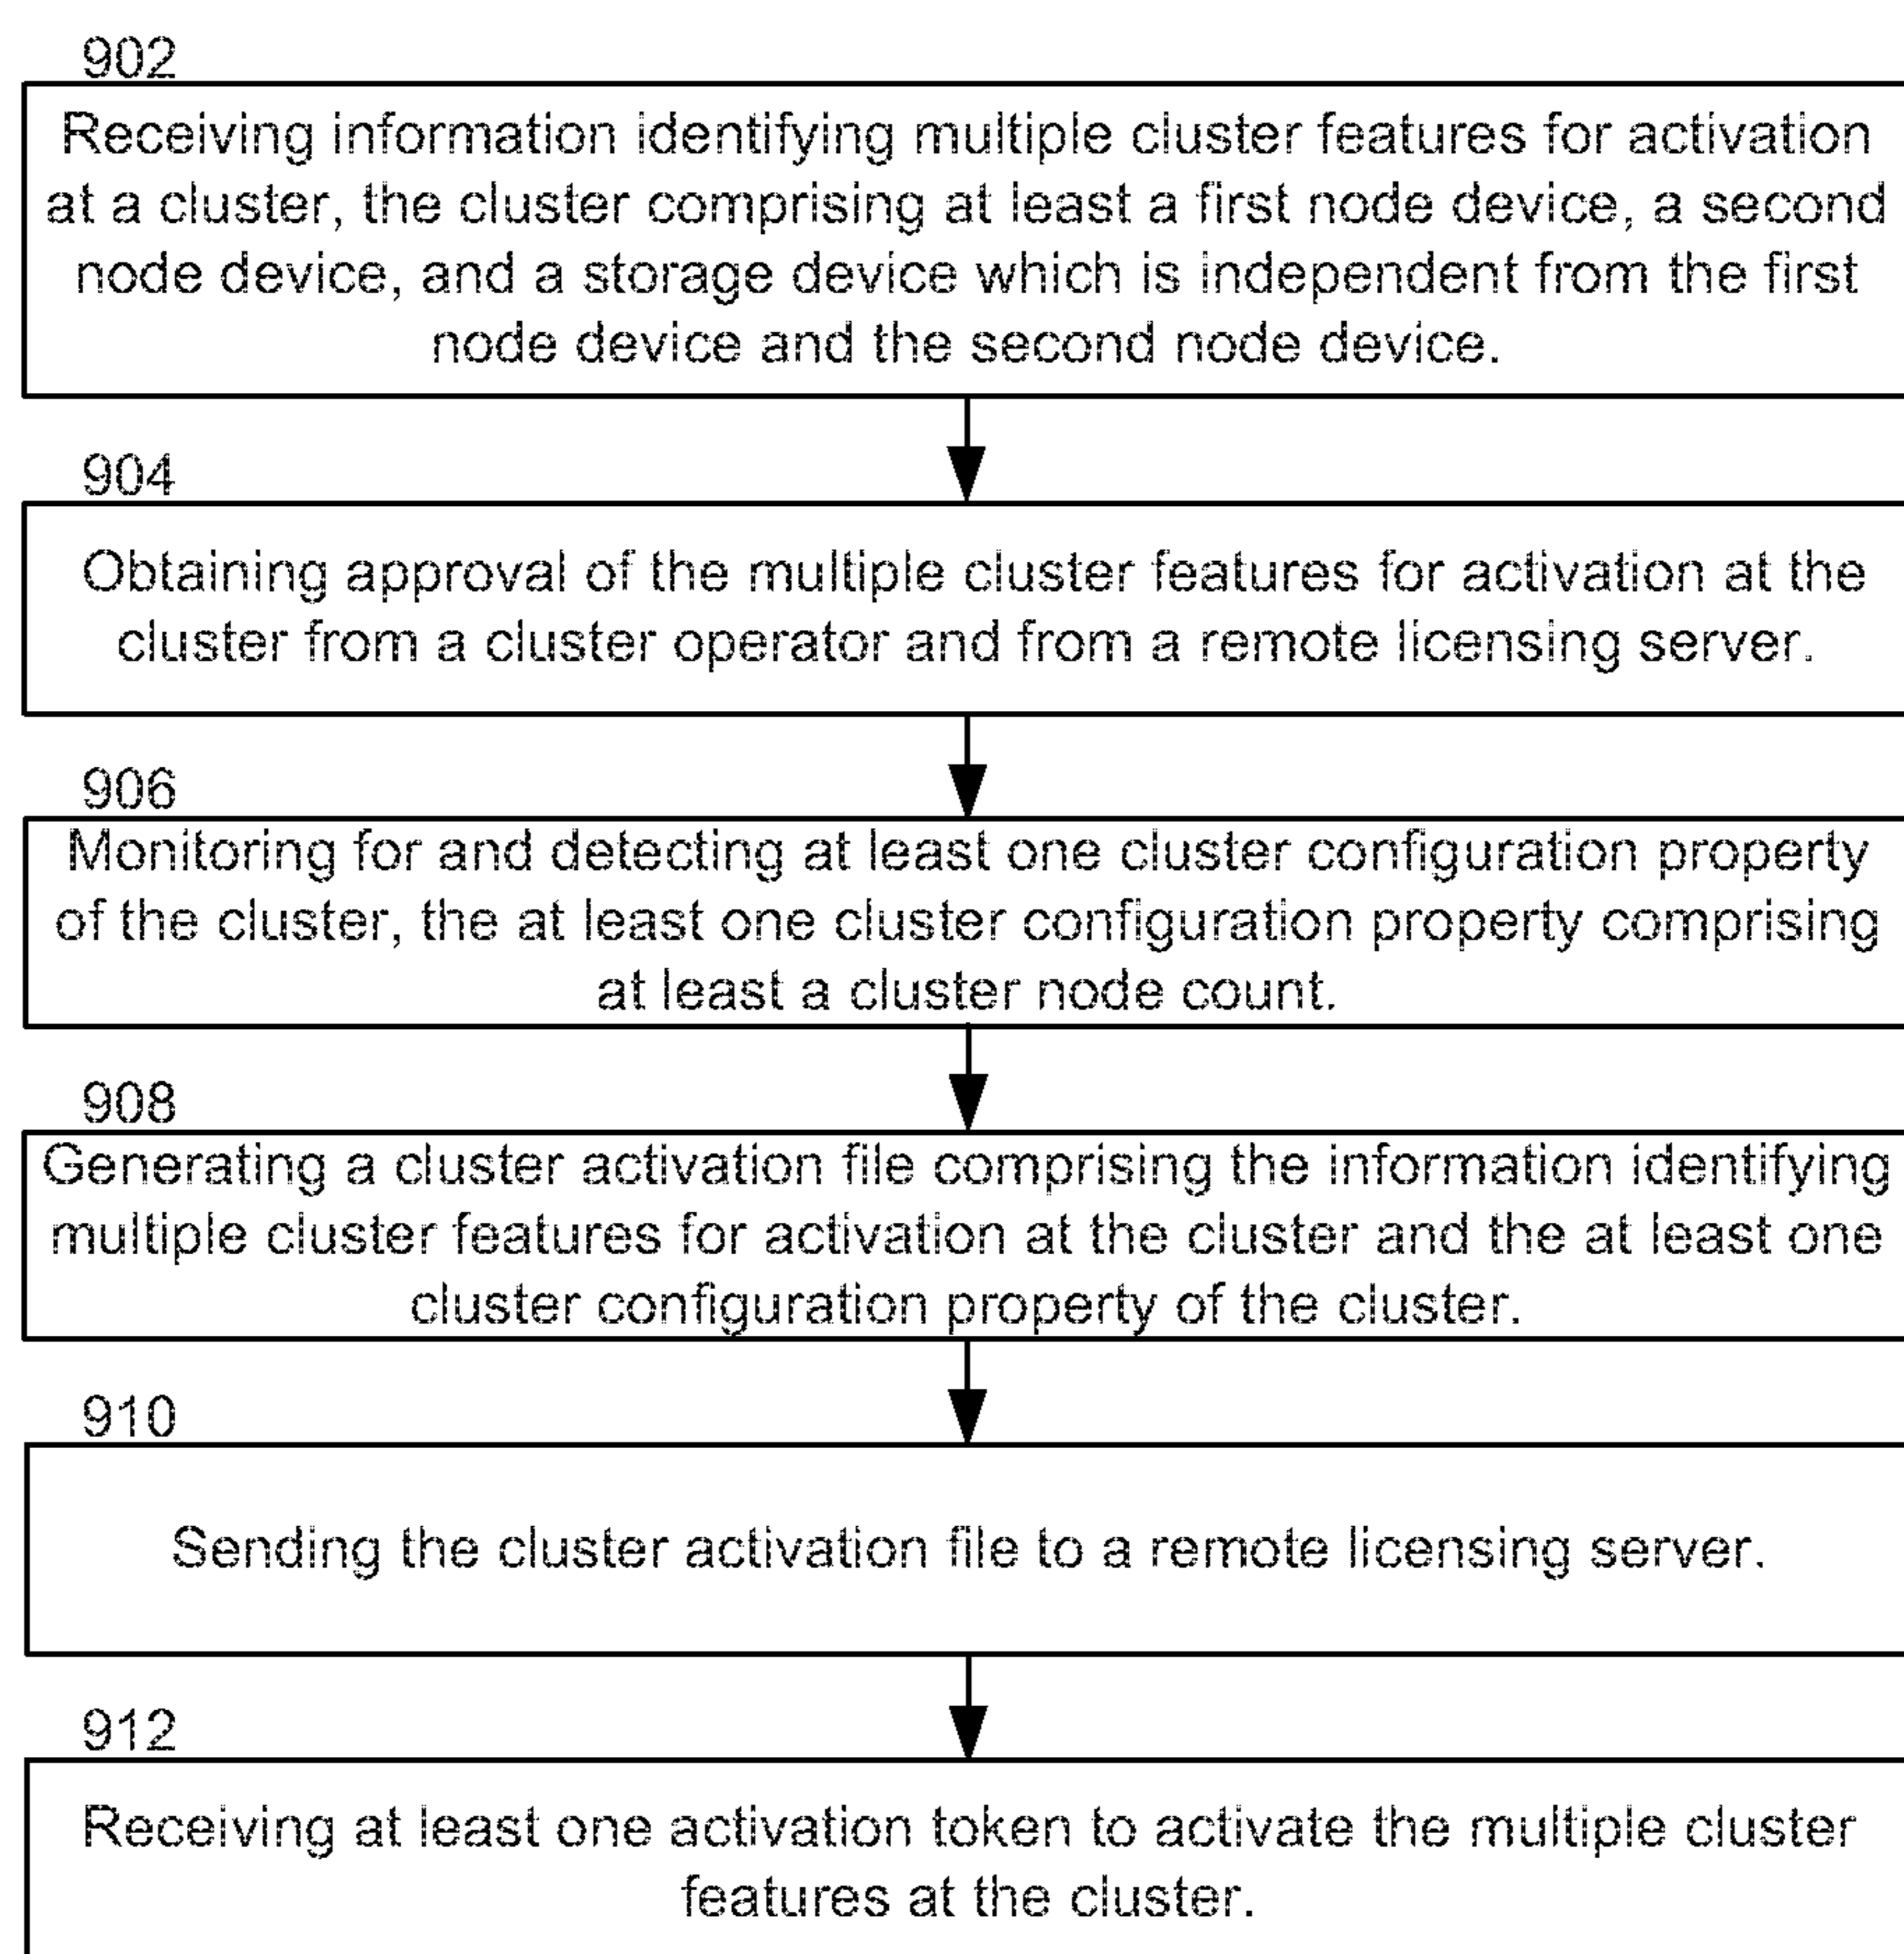 902
Receiving information identifying multiple cluster features for activation
at a cluster, the cluster comprising at least a first node device, a second
node device, and a storage device which is independent from the first
node device and the second node device.
904
Obtaining approval of the multiple cluster features for activation at the
cluster from a cluster operator and from a remote licensing server.
906
Monitoring for and detecting at least one cluster configuration property
of the cluster, the at least one cluster configuration property comprising
at least a cluster node count.
908
Generating a cluster activation file comprising the information identifying
multiple cluster features for activation at the cluster and the at least one
cluster configuration property of the cluster.
910
Sending the cluster activation file to a remote licensing server.
912
Receiving at least one activation token to activate the multiple cluster
features at the cluster.